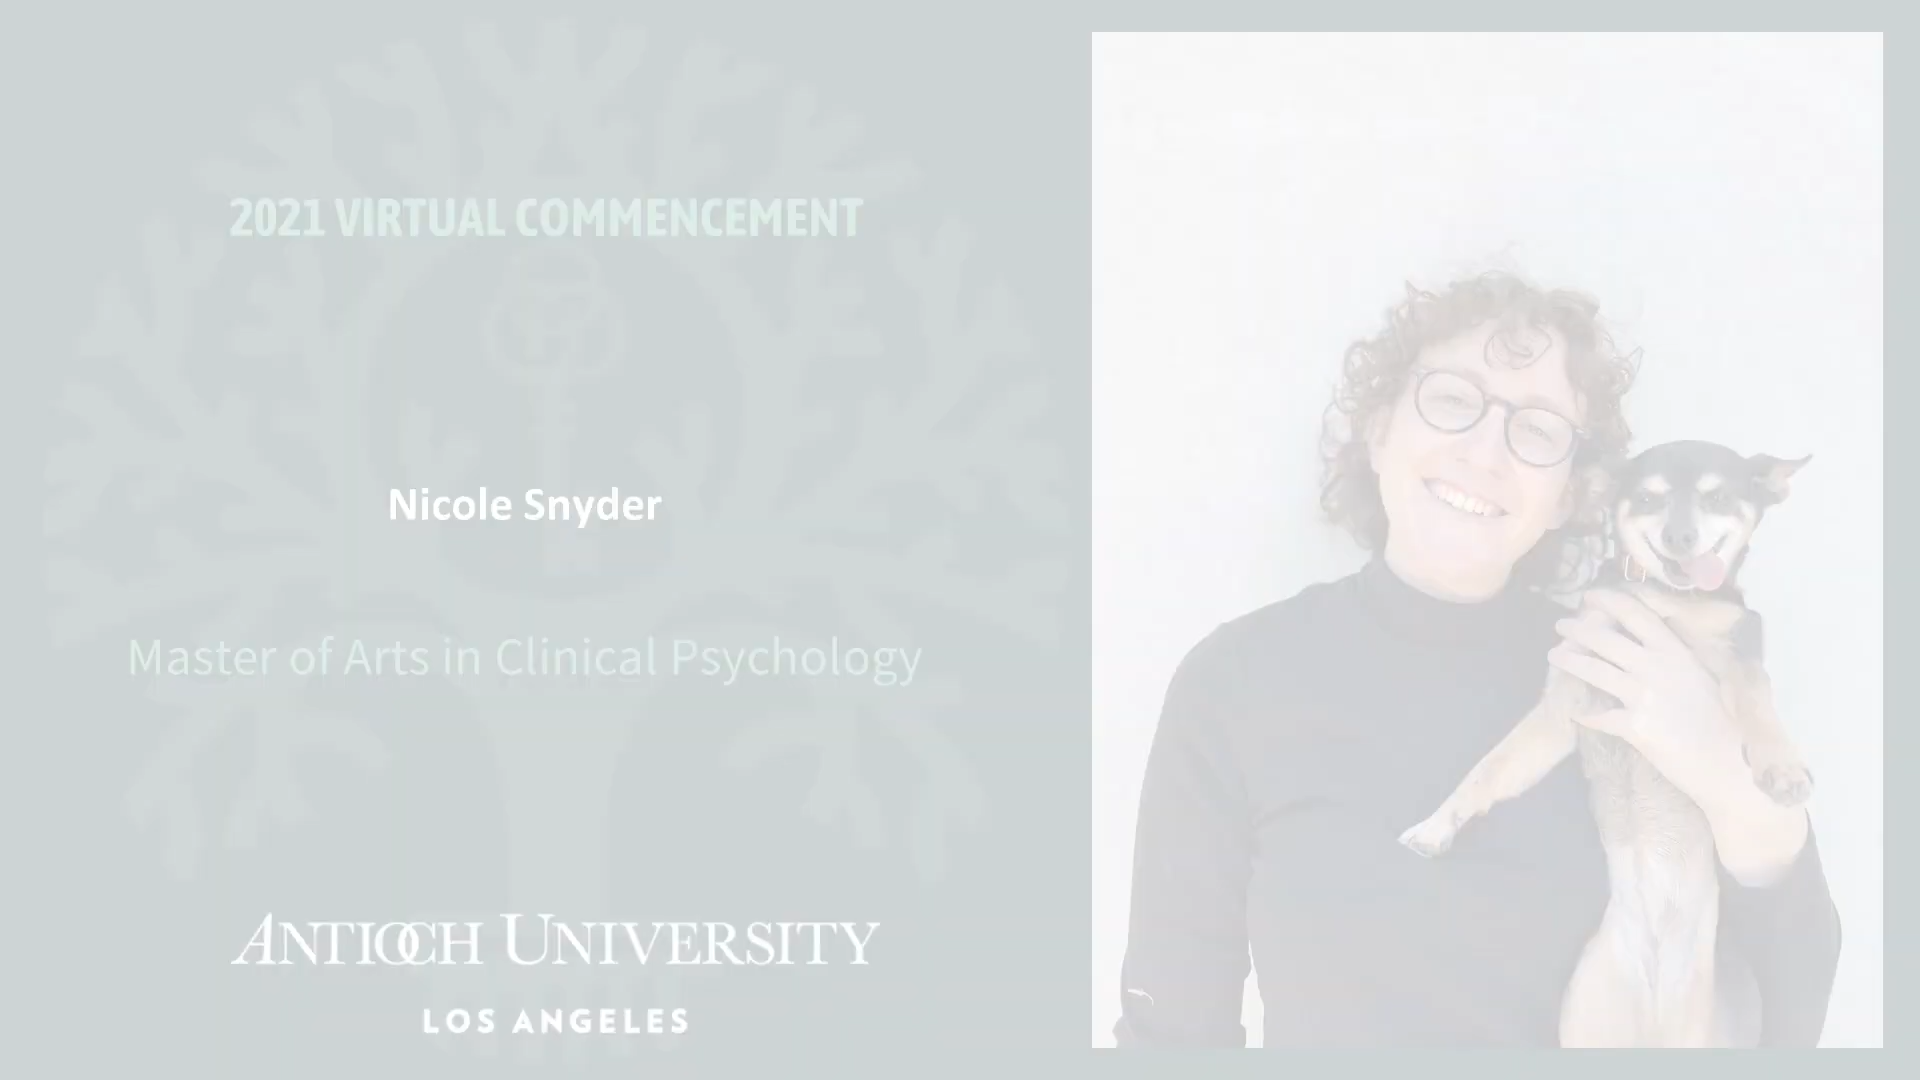 2021 VIRTUAL COMMENCEMENT
Nicole Snyder
Master of Arts in Clinical Psychology
ANTIOCH UNIVERSITY
LOS ANGELES